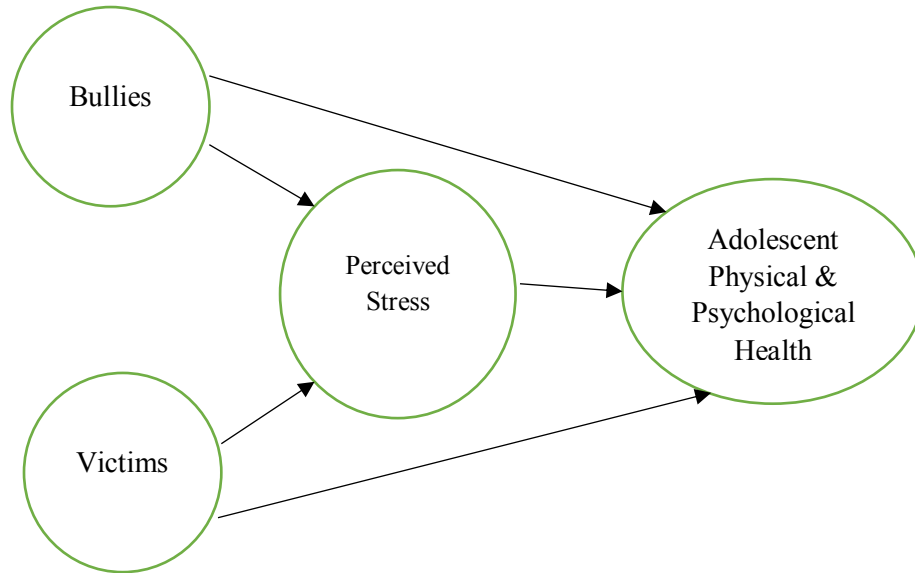 Bullies
Perceived
Stress
Adolescent
Physical &
Psychological
Health
Victims